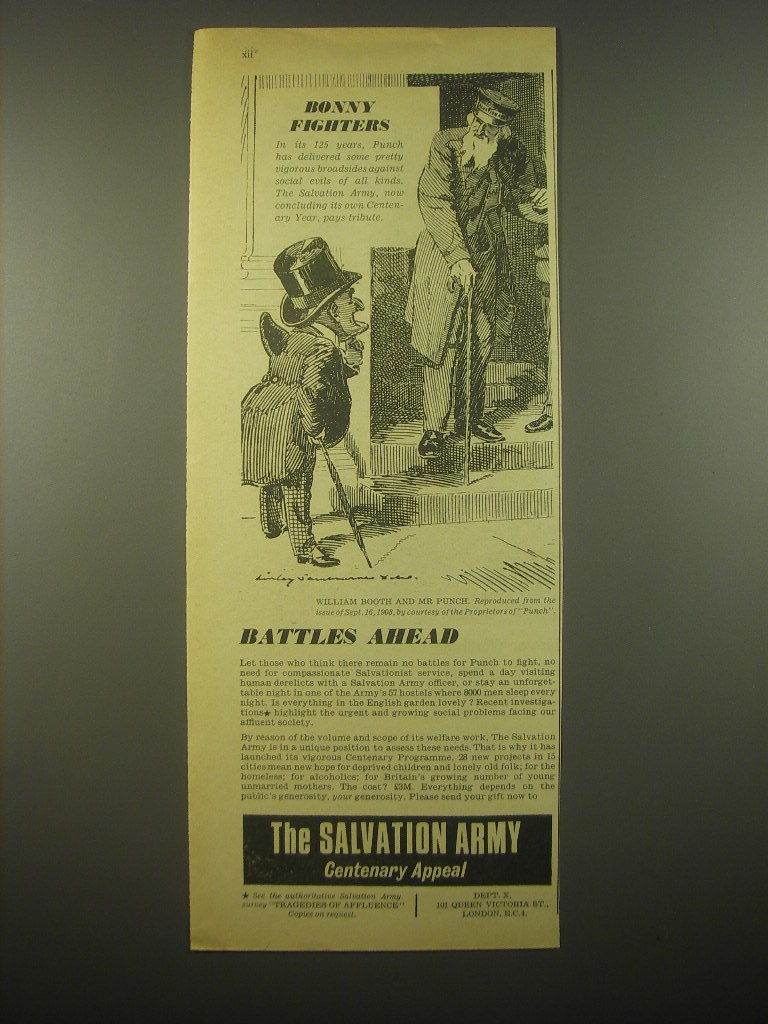 xii
BONNY
FIGHTERS
In its 125 years, Punch
has delivered some pretty
vigorous broadsides against
social evils of all kinds.
The Salvation Army, now
concluding its own Centen-
ary Year, pays tribute.
Linley Sambourne
WILLIAM BOOTH AND MR PUNCH. Reproduced from the
issue of Sept. 16, 1908, by courtesy of the Proprietors of "Punch".
BATTLES AHEAD
Let those who think there remain no battles for Punch to fight, no
need for compassionate Salvationist service, spend a day visiting
human derelicts with a Salvation Army officer, or stay an unforget-
table night in one of the Army's 57 hostels where 8000 men sleep every
night. Is everything in the English garden lovely? Recent investiga-
tions★ highlight the urgent and growing social problems facing our
affluent society.
By reason of the volume and scope of its welfare work, The Salvation
Army is in a unique position to assess these needs. That is why it has
launched its vigorous Centenary Programme. 28 new projects in 15
cities mean new hope for deprived children and lonely old folk; for the
homeless; for alcoholics; for Britain's growing number of young
unmarried mothers. The cost? £3M. Everything depends on the
public's generosity, your generosity. Please send your gift now to
The SALVATION ARMY
Centenary Appeal
★ See the authoritative Salvation Army
survey "TRAGEDIES OF AFFLUENCE"
Copies on request.
DEPT. X,
101 QUEEN VICTORIA ST.,
LONDON, E.C.4.